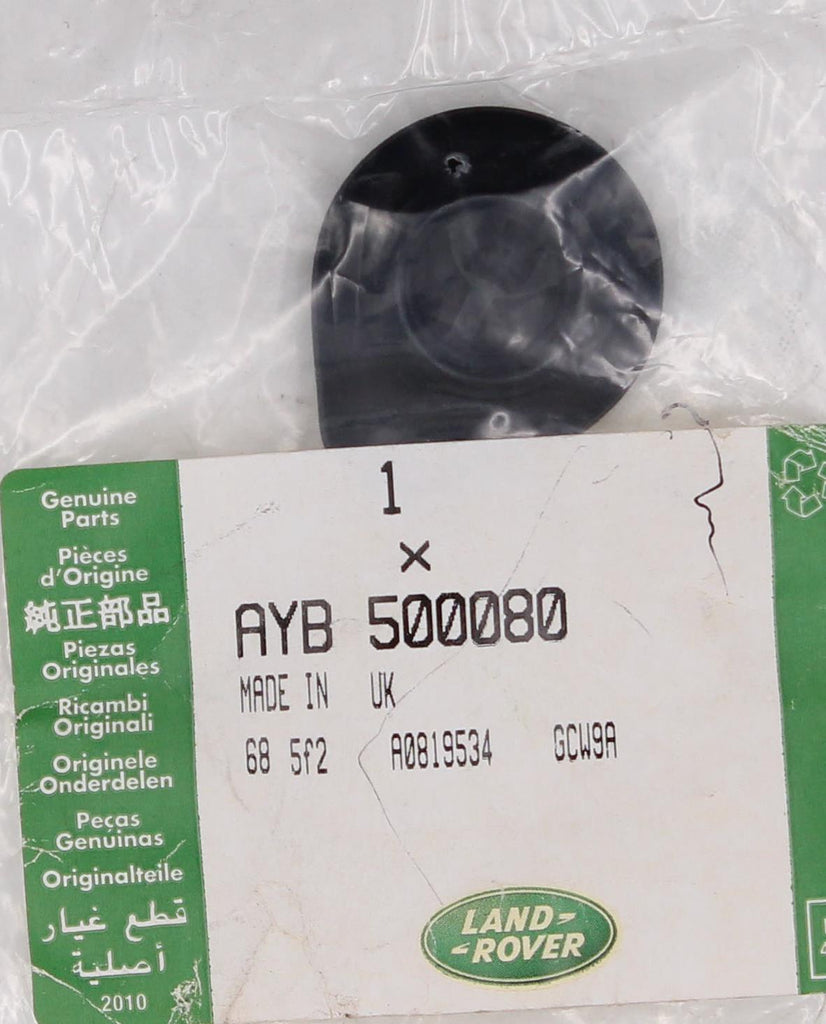 Genuine
Parts
Pièces
d'Origine
純正部品
Piezas
Originales
Ricambi
Originali
Originele
Onderdelen
Peças
Genuinas
Originalteile
قطع غيار
أصلية
2010
1
×
AYB 500080
MADE IN UK
68 5f2 A0819534 GCW9A
LAND-
-ROVER